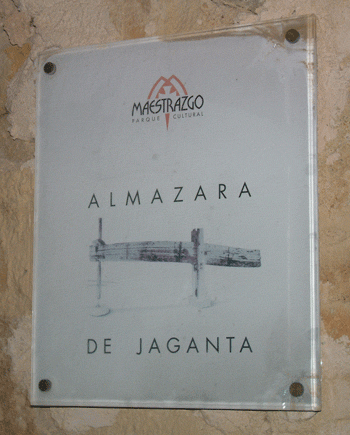 MAESTRAZGO
PARQUE CULTURAL
ALMAZARA
DE JAGANTA